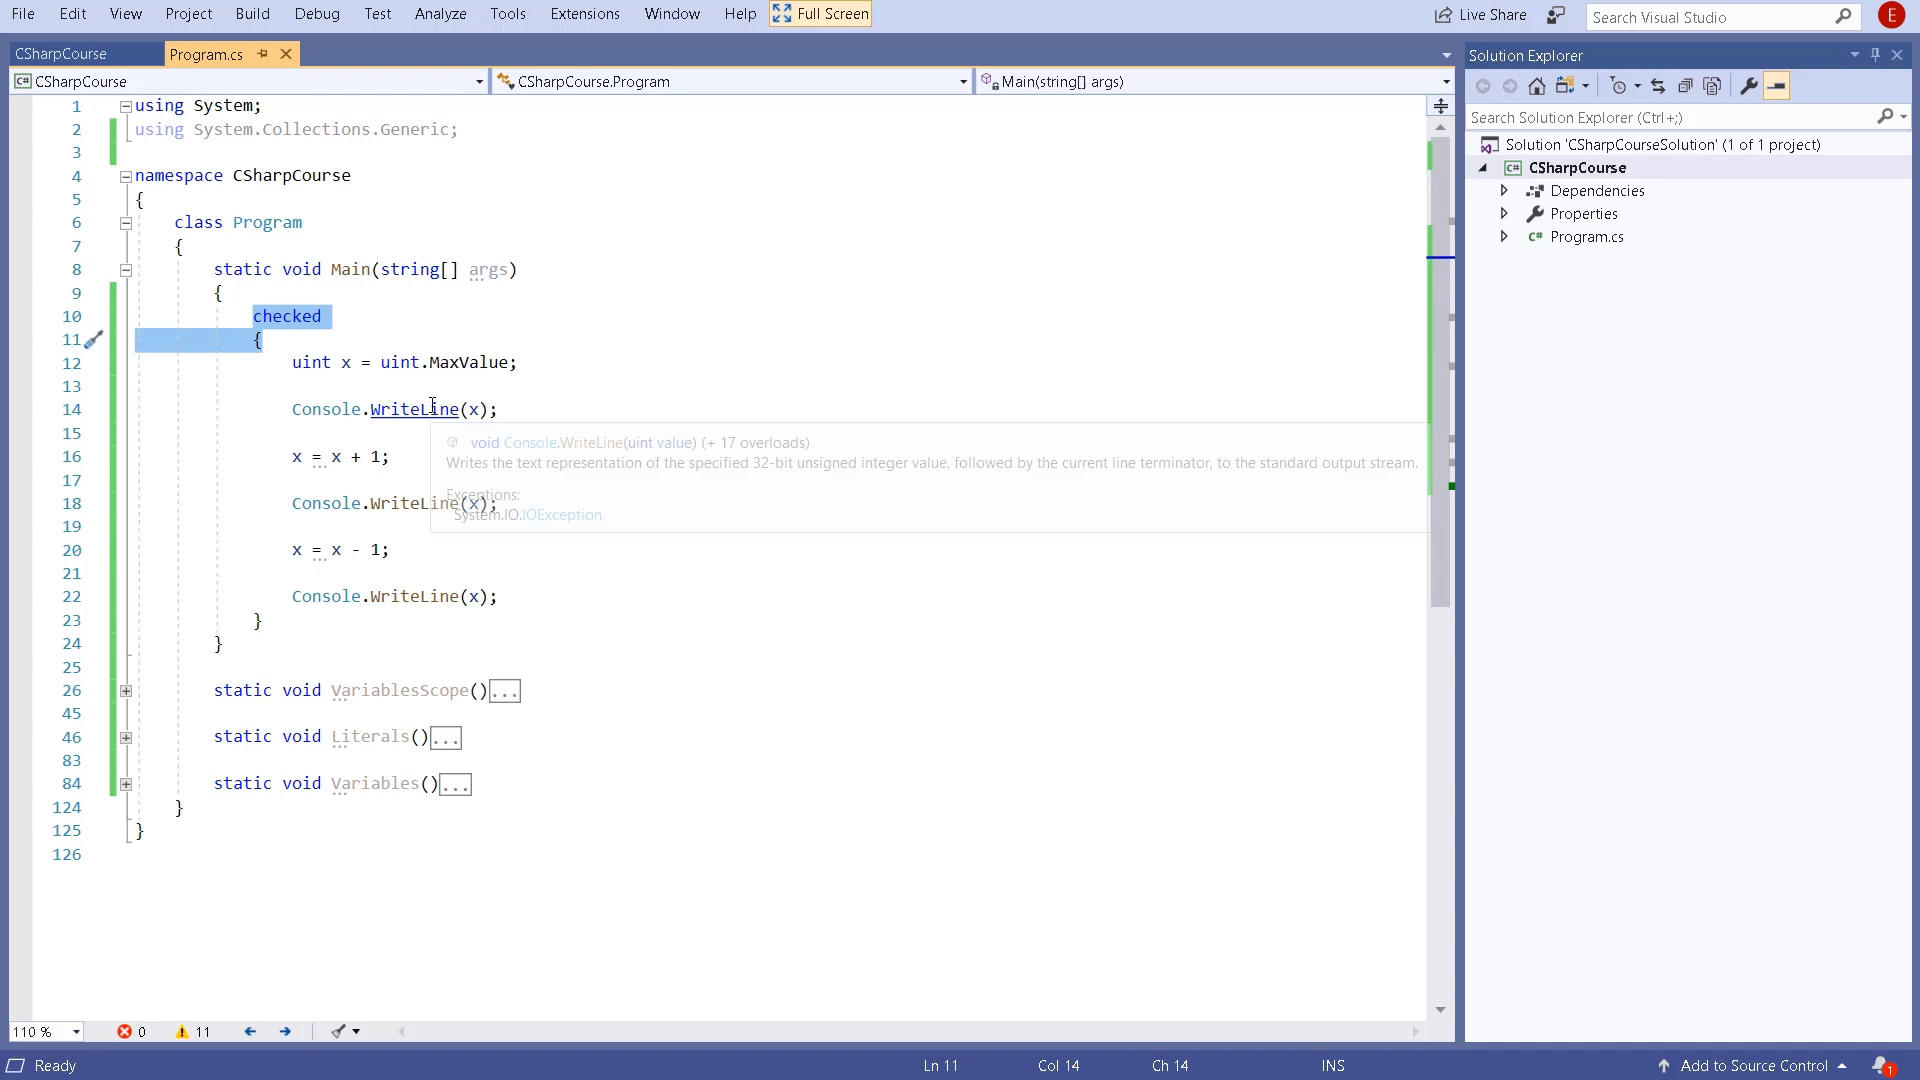 File Edit View Project Build Debug Test Analyze Tools Extensions Window Help Full Screen Live Share Search Visual Studio E
CSharpCourse Program.cs
CSharpCourse CSharpCourse.Program Main(string[] args)
1 using System;
2 using System.Collections.Generic;
3
4 namespace CSharpCourse
5 {
6 class Program
7 {
8 static void Main(string[] args)
9 {
10 checked
11 {
12 uint x = uint.MaxValue;
13
14 Console.WriteLine(x);
15
void Console.WriteLine(uint value) (+ 17 overloads)
16 x = x + 1;
Writes the text representation of the specified 32-bit unsigned integer value, followed by the current line terminator, to the standard output stream.
17
Exceptions:
18 Console.WriteLine(x);
System.IO.IOException
19
20 x = x - 1;
21
22 Console.WriteLine(x);
23 }
24 }
25
26 static void VariablesScope()...
45
46 static void Literals()...
83
84 static void Variables()...
124 }
125 }
126
110 % 0 11
Ready Ln 11 Col 14 Ch 14 INS Add to Source Control 1
Solution Explorer
Search Solution Explorer (Ctrl+;)
Solution 'CSharpCourseSolution' (1 of 1 project)
C# CSharpCourse
Dependencies
Properties
C# Program.cs